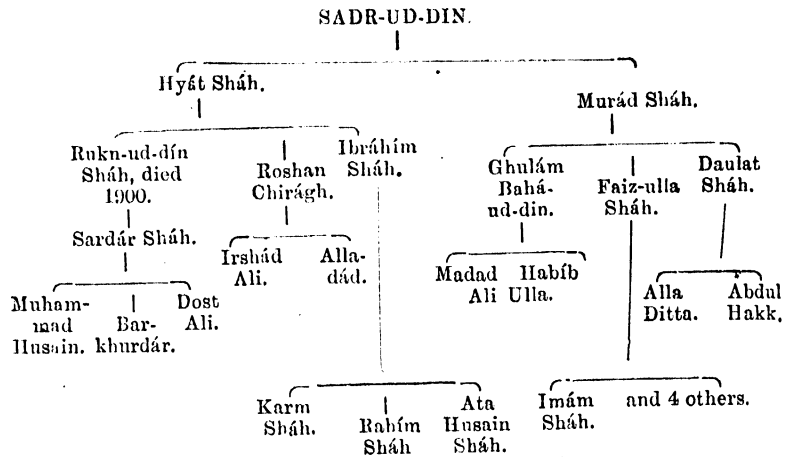 SADR-UD-DIN.
Hyát Sháh.
Murád Sháh.
Rukn-ud-dín
Sháh, died
1900.
Roshan
Chirágh.
Ibráhím
Sháh.
Ghulám
Bahá-
ud-din.
Faiz-ulla
Sháh.
Daulat
Sháh.
Sardár Sháh.
Irshád
Ali.
Alla-
dád.
Madad
Ali
Habíb
Ulla.
Alla
Ditta.
Abdul
Hakk.
Muham-
mad
Husain.
Bar-
khurdár.
Dost
Ali.
Karm
Sháh.
Rahím
Sháh
Ata
Husain
Sháh.
Imám
Sháh.
and 4 others.